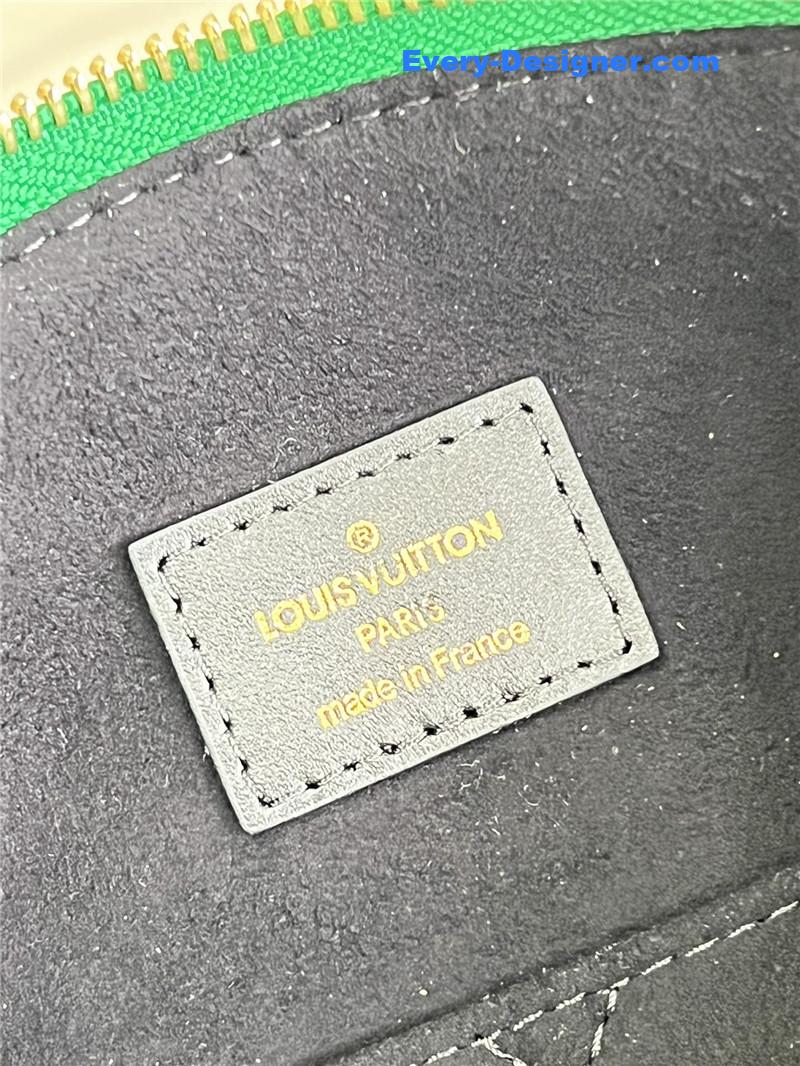 Every-Designer.com
®
LOUIS VUITTON
PARIS
made in France